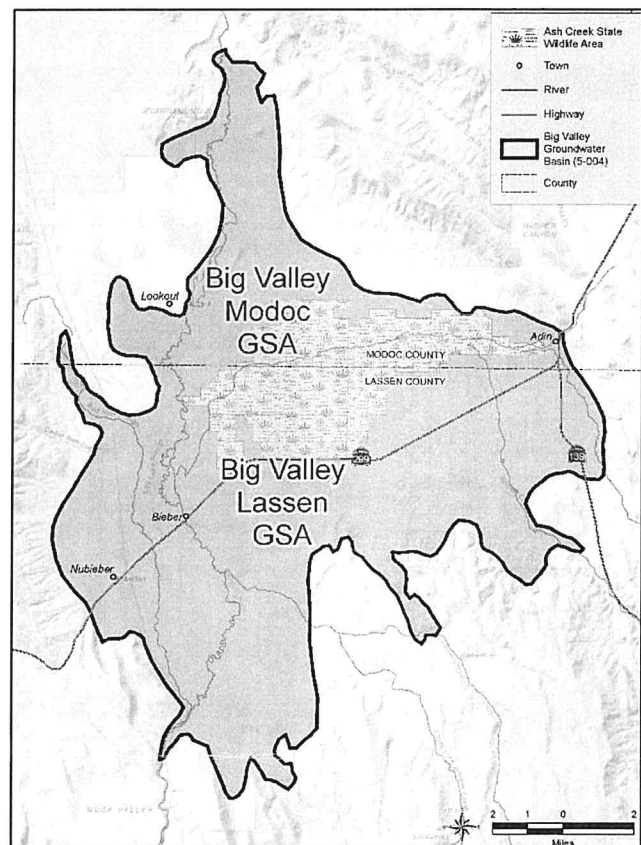 Ash Creek State
Wildlife Area
Town
River
Highway
Big Valley
Groundwater
Basin (5-004)
County
Lookout
Big Valley
Modoc
GSA
Adin
MODOC COUNTY
LASSEN COUNTY
299
139
Big Valley
Lassen
GSA
Bieber
Nubieber
2 1 0 2
Miles